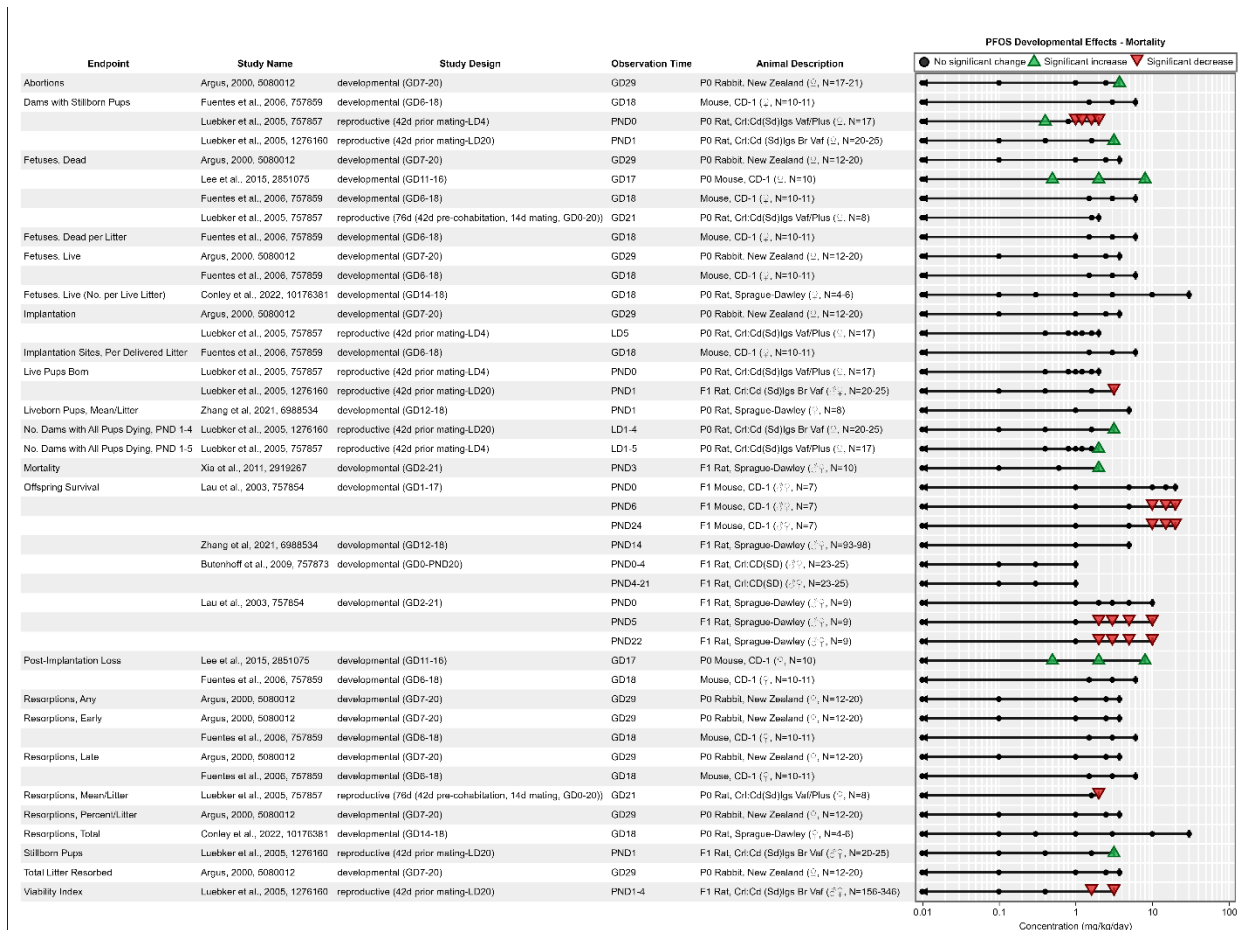 PFOS Developmental Effects - Mortality
Endpoint Study Name Study Design Observation Time Animal Description No significant change Significant increase Significant decrease
Abortions Argus, 2000, 5080012 developmental (GD7-20) GD29 P0 Rabbit, New Zealand (♀, N=17-21)
Dams with Stillborn Pups Fuentes et al., 2006, 757859 developmental (GD6-18) GD18 Mouse, CD-1 (♀, N=10-11)
Luebker et al., 2005, 757857 reproductive (42d prior mating-LD4) PND0 P0 Rat, Crl:Cd(Sd)Igs Vaf/Plus (♀, N=17)
Luebker et al., 2005, 1276160 reproductive (42d prior mating-LD20) PND1 P0 Rat, Crl:Cd (Sd)Igs Br Vaf (♀, N=20-25)
Fetuses, Dead Argus, 2000, 5080012 developmental (GD7-20) GD29 P0 Rabbit, New Zealand (♀, N=12-20)
Lee et al., 2015, 2851075 developmental (GD11-16) GD17 P0 Mouse, CD-1 (♀, N=10)
Fuentes et al., 2006, 757859 developmental (GD6-18) GD18 Mouse, CD-1 (♀, N=10-11)
Luebker et al., 2005, 757857 reproductive (76d (42d pre-cohabitation, 14d mating, GD0-20)) GD21 P0 Rat, Crl:Cd(Sd)Igs Vaf/Plus (♀, N=8)
Fetuses, Dead per Litter Fuentes et al., 2006, 757859 developmental (GD6-18) GD18 Mouse, CD-1 (♀, N=10-11)
Fetuses, Live Argus, 2000, 5080012 developmental (GD7-20) GD29 P0 Rabbit, New Zealand (♀, N=12-20)
Fuentes et al., 2006, 757859 developmental (GD6-18) GD18 Mouse, CD-1 (♀, N=10-11)
Fetuses, Live (No. per Live Litter) Conley et al., 2022, 10176381 developmental (GD14-18) GD18 P0 Rat, Sprague-Dawley (♀, N=4-6)
Implantation Argus, 2000, 5080012 developmental (GD7-20) GD29 P0 Rabbit, New Zealand (♀, N=12-20)
Luebker et al., 2005, 757857 reproductive (42d prior mating-LD4) LD5 P0 Rat, Crl:Cd(Sd)Igs Vaf/Plus (♀, N=17)
Implantation Sites, Per Delivered Litter Fuentes et al., 2006, 757859 developmental (GD6-18) GD18 Mouse, CD-1 (♀, N=10-11)
Live Pups Born Luebker et al., 2005, 757857 reproductive (42d prior mating-LD4) PND0 P0 Rat, Crl:Cd(Sd)Igs Vaf/Plus (♀, N=17)
Luebker et al., 2005, 1276160 reproductive (42d prior mating-LD20) PND1 F1 Rat, Crl:Cd (Sd)Igs Br Vaf (♂♀, N=20-25)
Liveborn Pups, Mean/Litter Zhang et al, 2021, 6988534 developmental (GD12-18) PND1 P0 Rat, Sprague-Dawley (♀, N=8)
No. Dams with All Pups Dying, PND 1-4 Luebker et al., 2005, 1276160 reproductive (42d prior mating-LD20) LD1-4 P0 Rat, Crl:Cd (Sd)Igs Br Vaf (♀, N=20-25)
No. Dams with All Pups Dying, PND 1-5 Luebker et al., 2005, 757857 reproductive (42d prior mating-LD4) LD1-5 P0 Rat, Crl:Cd(Sd)Igs Vaf/Plus (♀, N=17)
Mortality Xia et al., 2011, 2919267 developmental (GD2-21) PND3 F1 Rat, Sprague-Dawley (♂♀, N=10)
Offspring Survival Lau et al., 2003, 757854 developmental (GD1-17) PND0 F1 Mouse, CD-1 (♂♀, N=7)
PND6 F1 Mouse, CD-1 (♂♀, N=7)
PND24 F1 Mouse, CD-1 (♂♀, N=7)
Zhang et al, 2021, 6988534 developmental (GD12-18) PND14 F1 Rat, Sprague-Dawley (♂♀, N=93-98)
Butenhoff et al., 2009, 757873 developmental (GD0-PND20) PND0-4 F1 Rat, Crl:CD(SD) (♂♀, N=23-25)
PND4-21 F1 Rat, Crl:CD(SD) (♂♀, N=23-25)
Lau et al., 2003, 757854 developmental (GD2-21) PND0 F1 Rat, Sprague-Dawley (♂♀, N=9)
PND5 F1 Rat, Sprague-Dawley (♂♀, N=9)
PND22 F1 Rat, Sprague-Dawley (♂♀, N=9)
Post-Implantation Loss Lee et al., 2015, 2851075 developmental (GD11-16) GD17 P0 Mouse, CD-1 (♀, N=10)
Fuentes et al., 2006, 757859 developmental (GD6-18) GD18 Mouse, CD-1 (♀, N=10-11)
Resorptions, Any Argus, 2000, 5080012 developmental (GD7-20) GD29 P0 Rabbit, New Zealand (♀, N=12-20)
Resorptions, Early Argus, 2000, 5080012 developmental (GD7-20) GD29 P0 Rabbit, New Zealand (♀, N=12-20)
Fuentes et al., 2006, 757859 developmental (GD6-18) GD18 Mouse, CD-1 (♀, N=10-11)
Resorptions, Late Argus, 2000, 5080012 developmental (GD7-20) GD29 P0 Rabbit, New Zealand (♀, N=12-20)
Fuentes et al., 2006, 757859 developmental (GD6-18) GD18 Mouse, CD-1 (♀, N=10-11)
Resorptions, Mean/Litter Luebker et al., 2005, 757857 reproductive (76d (42d pre-cohabitation, 14d mating, GD0-20)) GD21 P0 Rat, Crl:Cd(Sd)Igs Vaf/Plus (♀, N=8)
Resorptions, Percent/Litter Argus, 2000, 5080012 developmental (GD7-20) GD29 P0 Rabbit, New Zealand (♀, N=12-20)
Resorptions, Total Conley et al., 2022, 10176381 developmental (GD14-18) GD18 P0 Rat, Sprague-Dawley (♀, N=4-6)
Stillborn Pups Luebker et al., 2005, 1276160 reproductive (42d prior mating-LD20) PND1 F1 Rat, Crl:Cd (Sd)Igs Br Vaf (♂♀, N=20-25)
Total Litter Resorbed Argus, 2000, 5080012 developmental (GD7-20) GD29 P0 Rabbit, New Zealand (♀, N=12-20)
Viability Index Luebker et al., 2005, 1276160 reproductive (42d prior mating-LD20) PND1-4 F1 Rat, Crl:Cd (Sd)Igs Br Vaf (♂♀, N=156-346)
0.01 0.1 1 10 100
Concentration (mg/kg/day)